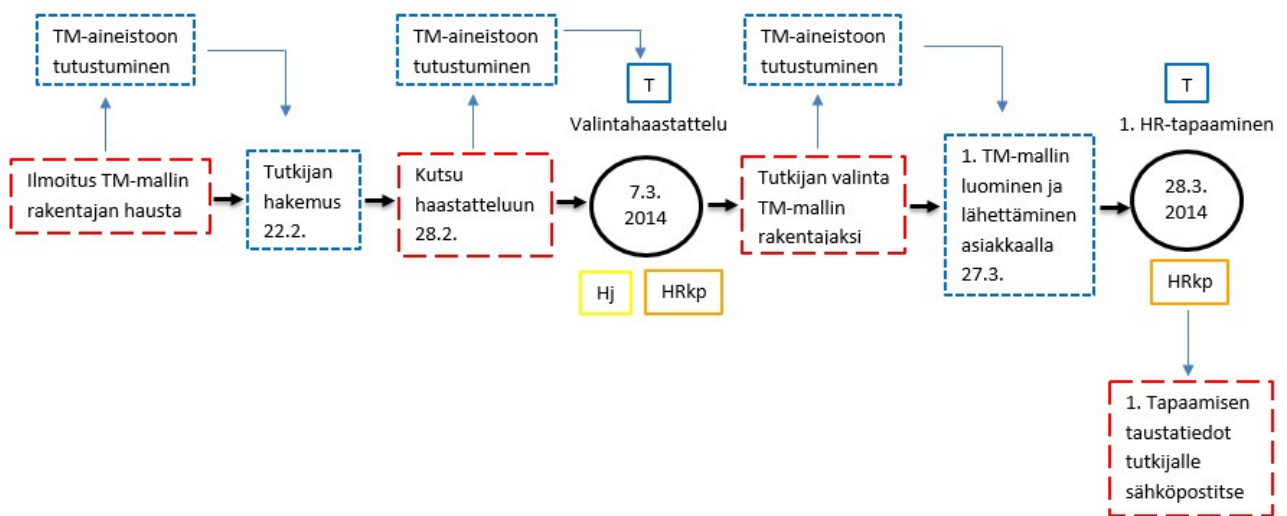 TM-aineistoon
tutustuminen
TM-aineistoon
tutustuminen
TM-aineistoon
tutustuminen
T
Valintahaastattelu
T
1. HR-tapaaminen
Ilmoitus TM-mallin
rakentajan hausta
Tutkijan
hakemus
22.2.
Kutsu
haastatteluun
28.2.
7.3.
2014
Tutkijan valinta
TM-mallin
rakentajaksi
1. TM-mallin
luominen ja
lähettäminen
asiakkaalla
27.3.
28.3.
2014
Hj
HRkp
HRkp
1. Tapaamisen
taustatiedot
tutkijalle
sähköpostitse